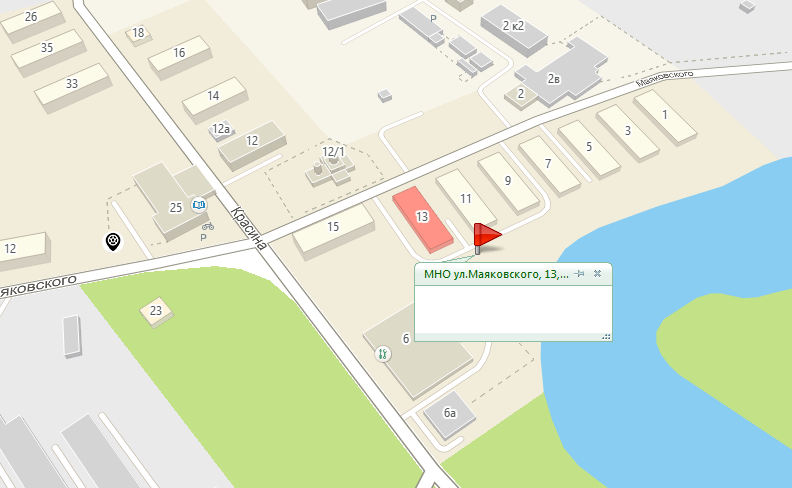 26
35
33
18
16
14
12а
12
12/1
25
P
12
Красина
аяковского
23
15
13
11
9
7
5
3
1
P
2 к2
2в
2
Маяковского
МНО ул.Маяковского, 13,...
6
6а